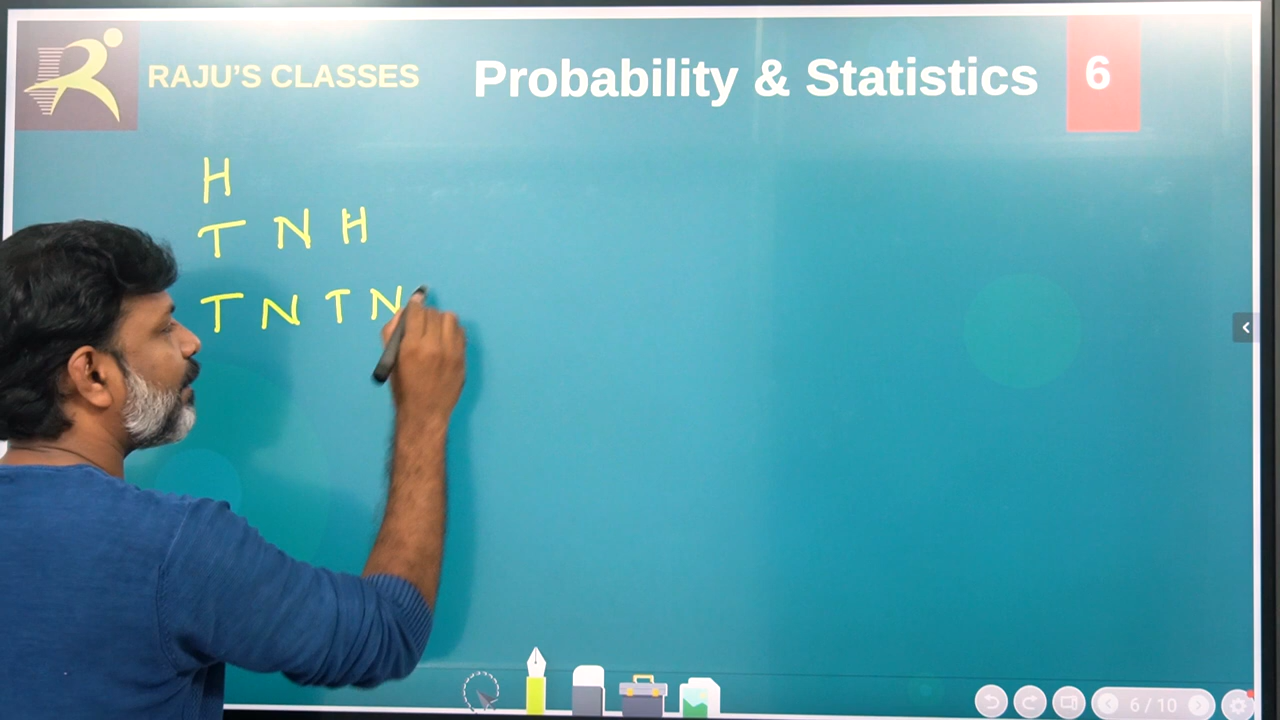 RAJU'S CLASSES
Probability & Statistics
6
H
T N H
T N T N
6 / 10